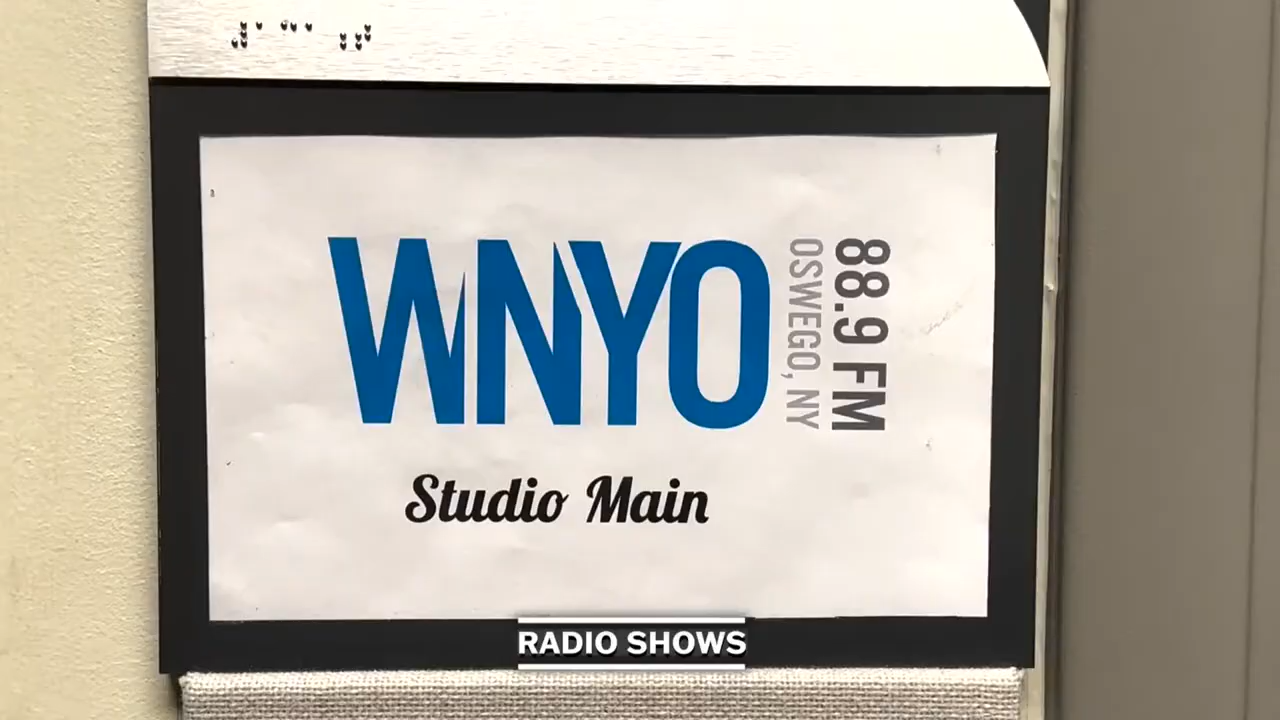 WNYO
OSWEGO, NY
88.9 FM
Studio Main
RADIO SHOWS